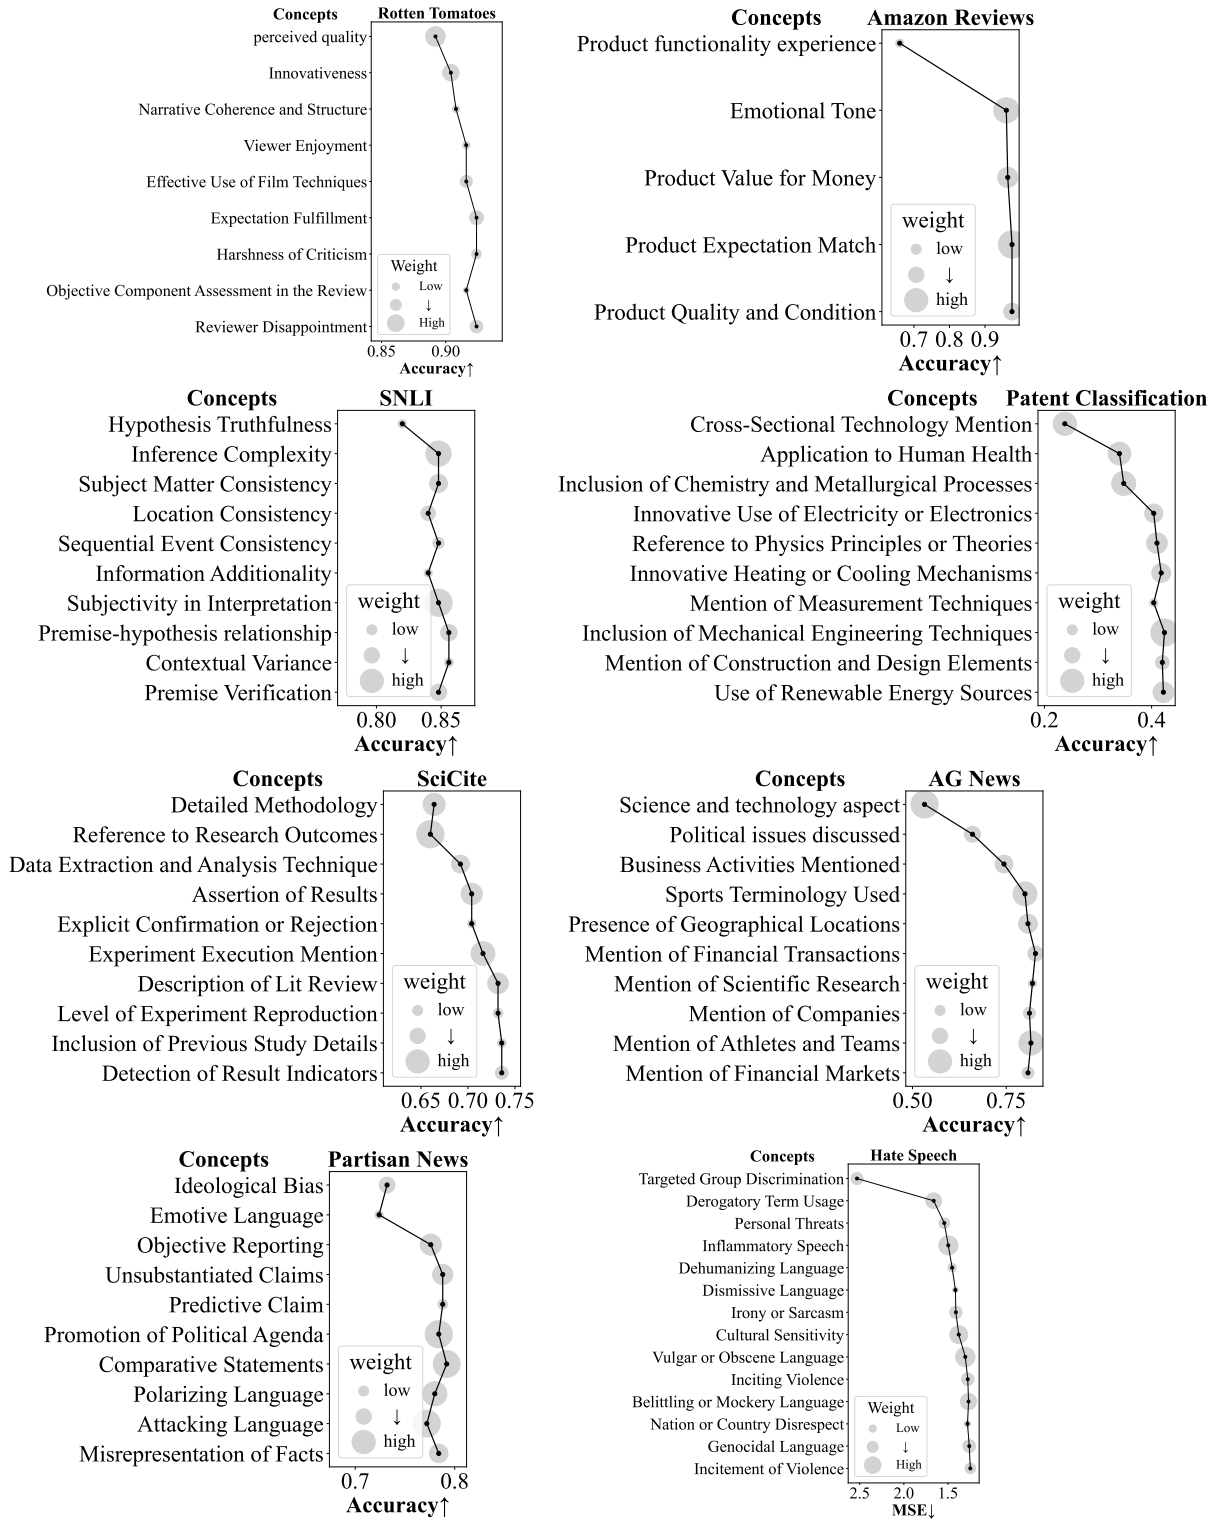 Concepts Rotten Tomatoes
perceived quality
Innovativeness
Narrative Coherence and Structure
Viewer Enjoyment
Effective Use of Film Techniques
Expectation Fulfillment
Harshness of Criticism
Objective Component Assessment in the Review
Reviewer Disappointment
Weight
Low
↓
High
0.85 0.90
Accuracy↑
Concepts Amazon Reviews
Product functionality experience
Emotional Tone
Product Value for Money
Product Expectation Match
Product Quality and Condition
weight
low
↓
high
0.7 0.8 0.9
Accuracy↑
Concepts SNLI
Hypothesis Truthfulness
Inference Complexity
Subject Matter Consistency
Location Consistency
Sequential Event Consistency
Information Additionality
Subjectivity in Interpretation
Premise-hypothesis relationship
Contextual Variance
Premise Verification
weight
low
↓
high
0.80 0.85
Accuracy↑
Concepts Patent Classification
Cross-Sectional Technology Mention
Application to Human Health
Inclusion of Chemistry and Metallurgical Processes
Innovative Use of Electricity or Electronics
Reference to Physics Principles or Theories
Innovative Heating or Cooling Mechanisms
Mention of Measurement Techniques
Inclusion of Mechanical Engineering Techniques
Mention of Construction and Design Elements
Use of Renewable Energy Sources
weight
low
↓
high
0.2 0.4
Accuracy↑
Concepts SciCite
Detailed Methodology
Reference to Research Outcomes
Data Extraction and Analysis Technique
Assertion of Results
Explicit Confirmation or Rejection
Experiment Execution Mention
Description of Lit Review
Level of Experiment Reproduction
Inclusion of Previous Study Details
Detection of Result Indicators
weight
low
↓
high
0.65 0.70 0.75
Accuracy↑
Concepts AG News
Science and technology aspect
Political issues discussed
Business Activities Mentioned
Sports Terminology Used
Presence of Geographical Locations
Mention of Financial Transactions
Mention of Scientific Research
Mention of Companies
Mention of Athletes and Teams
Mention of Financial Markets
weight
low
↓
high
0.50 0.75
Accuracy↑
Concepts Partisan News
Ideological Bias
Emotive Language
Objective Reporting
Unsubstantiated Claims
Predictive Claim
Promotion of Political Agenda
Comparative Statements
Polarizing Language
Attacking Language
Misrepresentation of Facts
weight
low
↓
high
0.7 0.8
Accuracy↑
Concepts Hate Speech
Targeted Group Discrimination
Derogatory Term Usage
Personal Threats
Inflammatory Speech
Dehumanizing Language
Dismissive Language
Irony or Sarcasm
Cultural Sensitivity
Vulgar or Obscene Language
Inciting Violence
Belittling or Mockery Language
Nation or Country Disrespect
Genocidal Language
Incitement of Violence
Weight
Low
↓
High
2.5 2.0 1.5
MSE↓